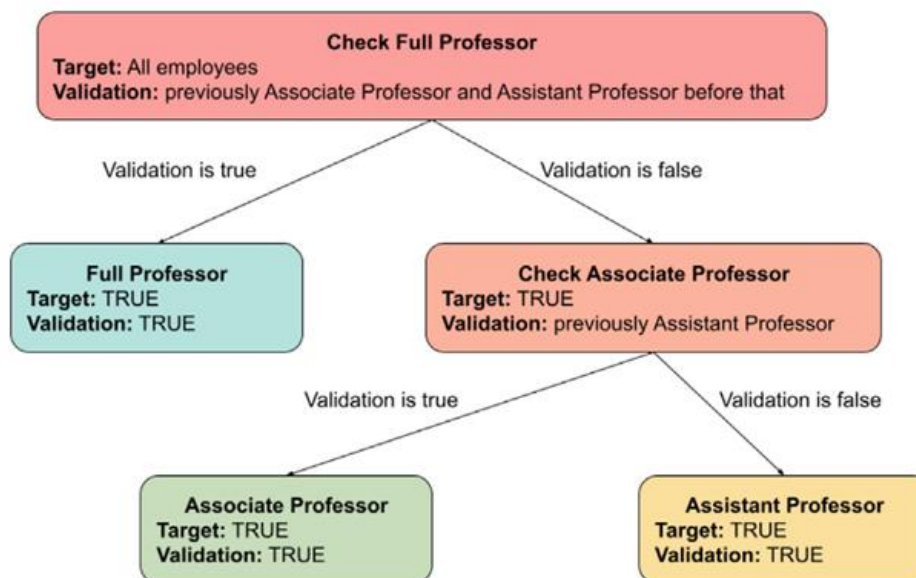 Check Full Professor
Target: All employees
Validation: previously Associate Professor and Assistant Professor before that
Validation is true
Validation is false
Full Professor
Target: TRUE
Validation: TRUE
Check Associate Professor
Target: TRUE
Validation: previously Assistant Professor
Validation is true
Validation is false
Associate Professor
Target: TRUE
Validation: TRUE
Assistant Professor
Target: TRUE
Validation: TRUE